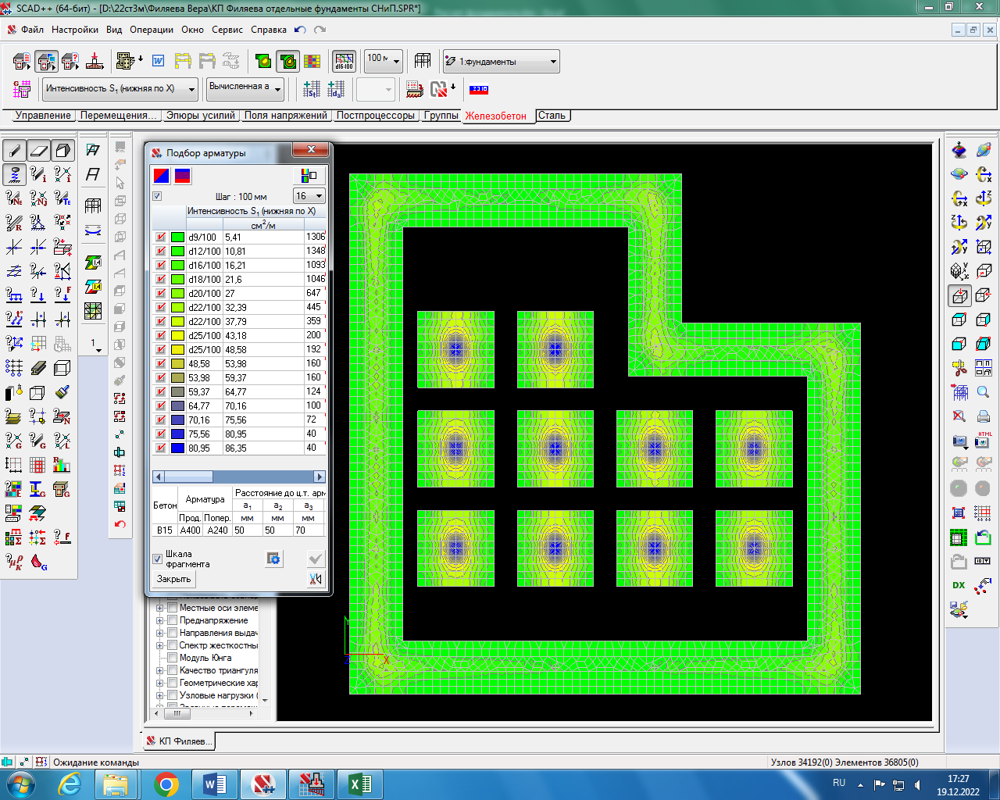 SCAD++ (64-бит) - [D:\22ст3м\Филяева Вера\КП Филяева отдельные фундаменты СНиП.SPR*]
Файл Настройки Вид Операции Окно Сервис Справка
100 м
1:фундаменты
Интенсивность S1 (нижняя по X)
Вычисленная а
Управление Перемещения... Эпюры усилий Поля напряжений Постпроцессоры Группы Железобетон Сталь
Подбор арматуры
Шаг : 100 мм 16
Интенсивность S1 (нижняя по X)
см2/м
d9/100 5,41 1306
d12/100 10,81 1348
d16/100 16,21 1093
d18/100 21,6 1046
d20/100 27 647
d22/100 32,39 445
d22/100 37,79 359
d25/100 43,18 200
d25/100 48,58 192
48,58 53,98 160
53,98 59,37 160
59,37 64,77 124
64,77 70,16 100
70,16 75,56 72
75,56 80,95 40
80,95 86,35 40
Бетон Арматура Расстояние до ц.т. арм
a1 a2 a3
Прод. Попер. мм мм мм
B15 A400 A240 50 50 70
Шкала фрагмента
Закрыть
Местные оси элеме
Преднапряжение
Направления выдач
Спектр жесткостны
Модуль Юнга
Качество триангуля
Геометрические хар
Узловые нагрузки (
Y
Z
X
КП Филяев...
Ожидание команды
Узлов 34192(0) Элементов 36805(0)
RU
17:27
19.12.2022